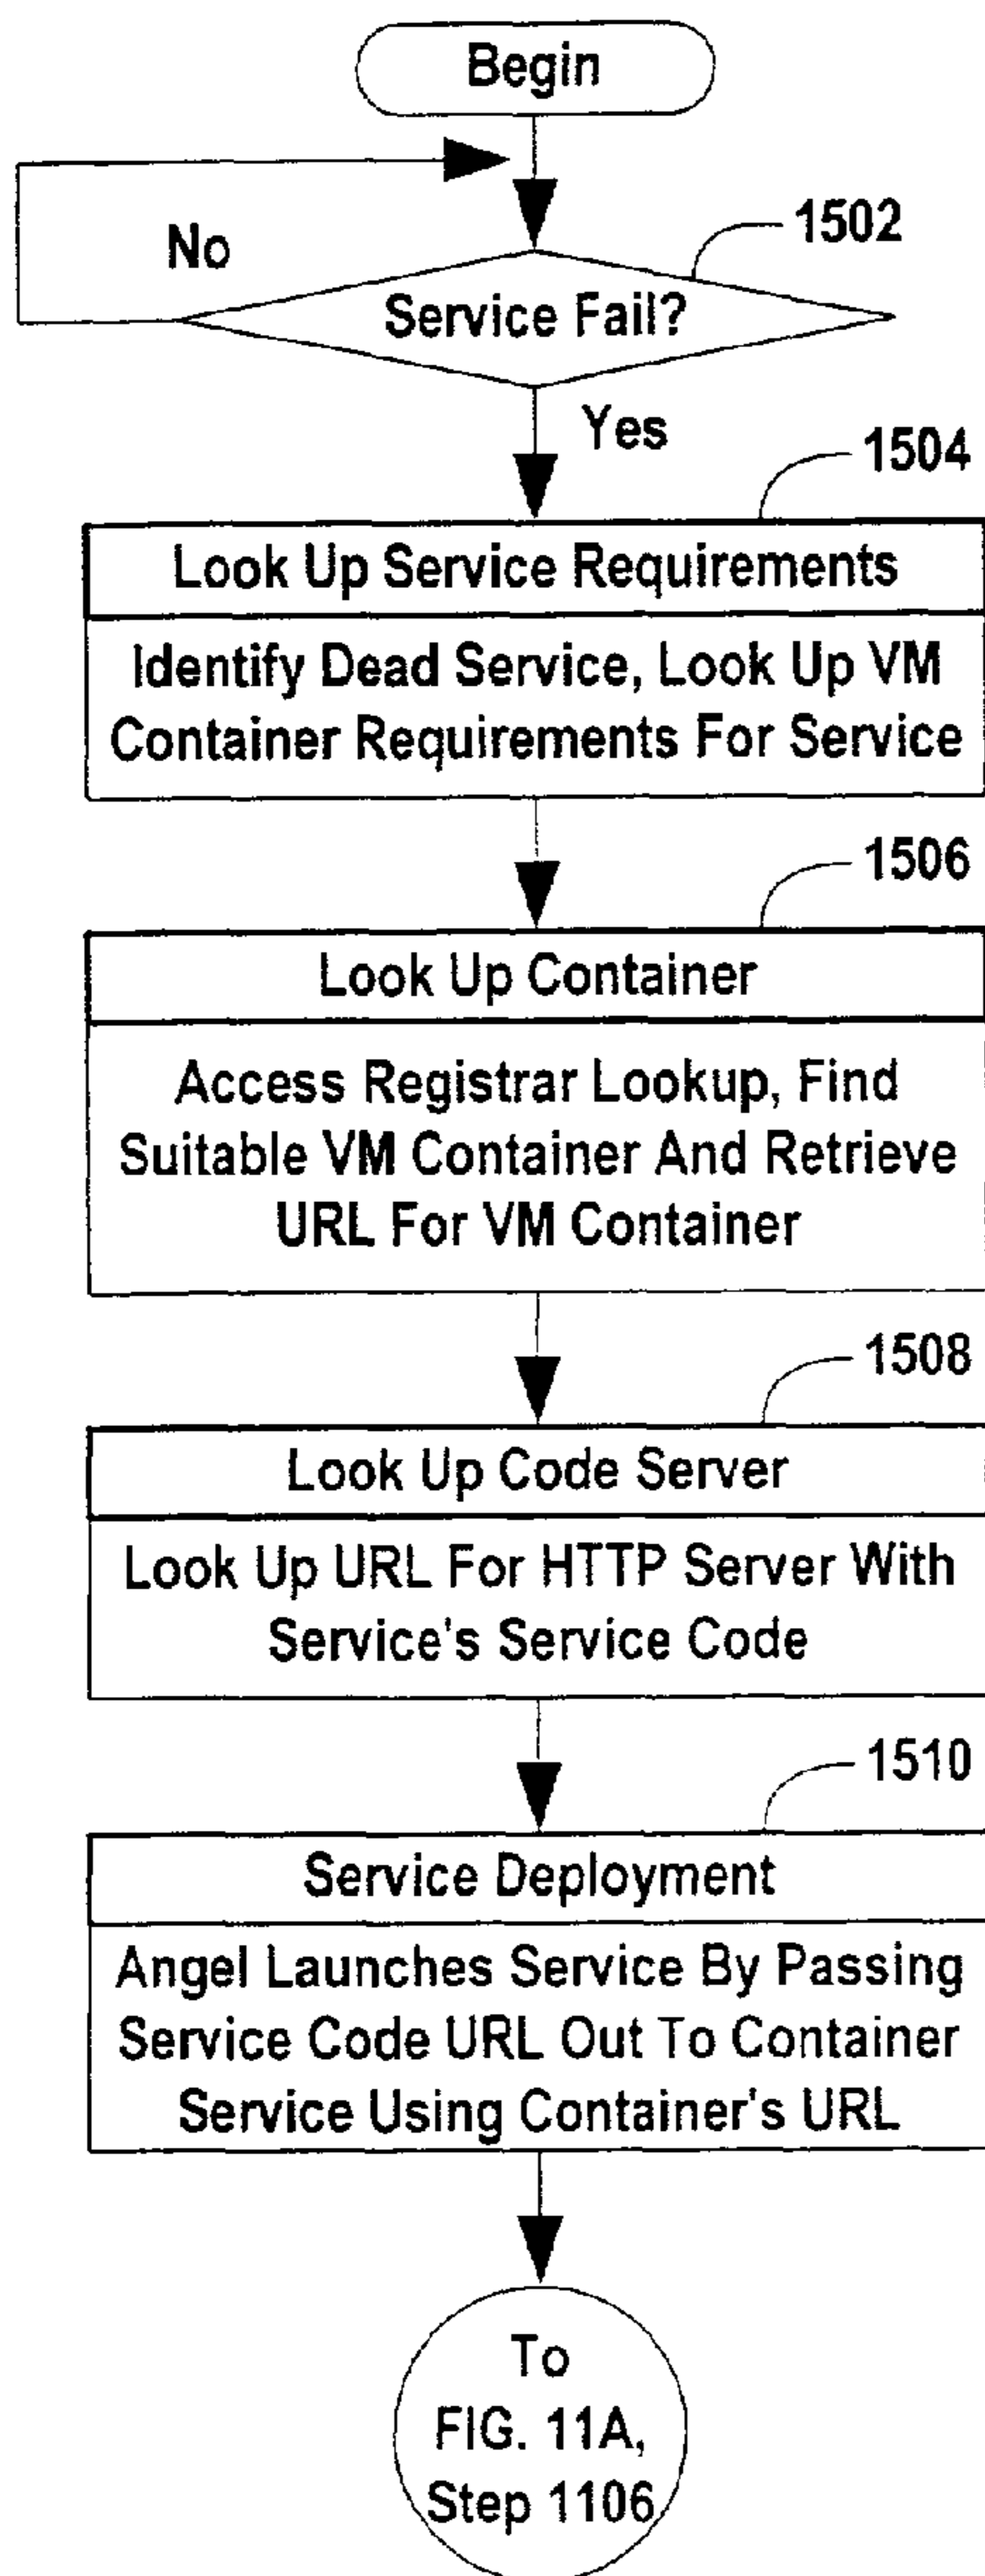 Begin
No
1502
Service Fail?
Yes
1504
Look Up Service Requirements
Identify Dead Service, Look Up VM
Container Requirements For Service
1506
Look Up Container
Access Registrar Lookup, Find
Suitable VM Container And Retrieve
URL For VM Container
1508
Look Up Code Server
Look Up URL For HTTP Server With
Service's Service Code
1510
Service Deployment
Angel Launches Service By Passing
Service Code URL Out To Container
Service Using Container's URL
To
FIG. 11A,
Step 1106